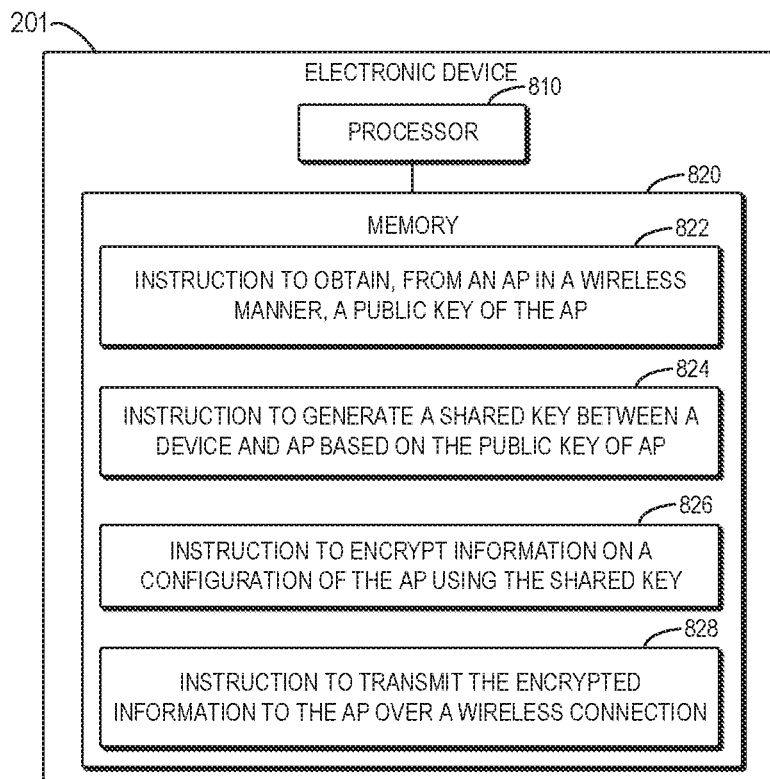 201
ELECTRONIC DEVICE
810
PROCESSOR
820
MEMORY
822
INSTRUCTION TO OBTAIN, FROM AN AP IN A WIRELESS
MANNER, A PUBLIC KEY OF THE AP
824
INSTRUCTION TO GENERATE A SHARED KEY BETWEEN A
DEVICE AND AP BASED ON THE PUBLIC KEY OF AP
826
INSTRUCTION TO ENCRYPT INFORMATION ON A
CONFIGURATION OF THE AP USING THE SHARED KEY
828
INSTRUCTION TO TRANSMIT THE ENCRYPTED
INFORMATION TO THE AP OVER A WIRELESS CONNECTION